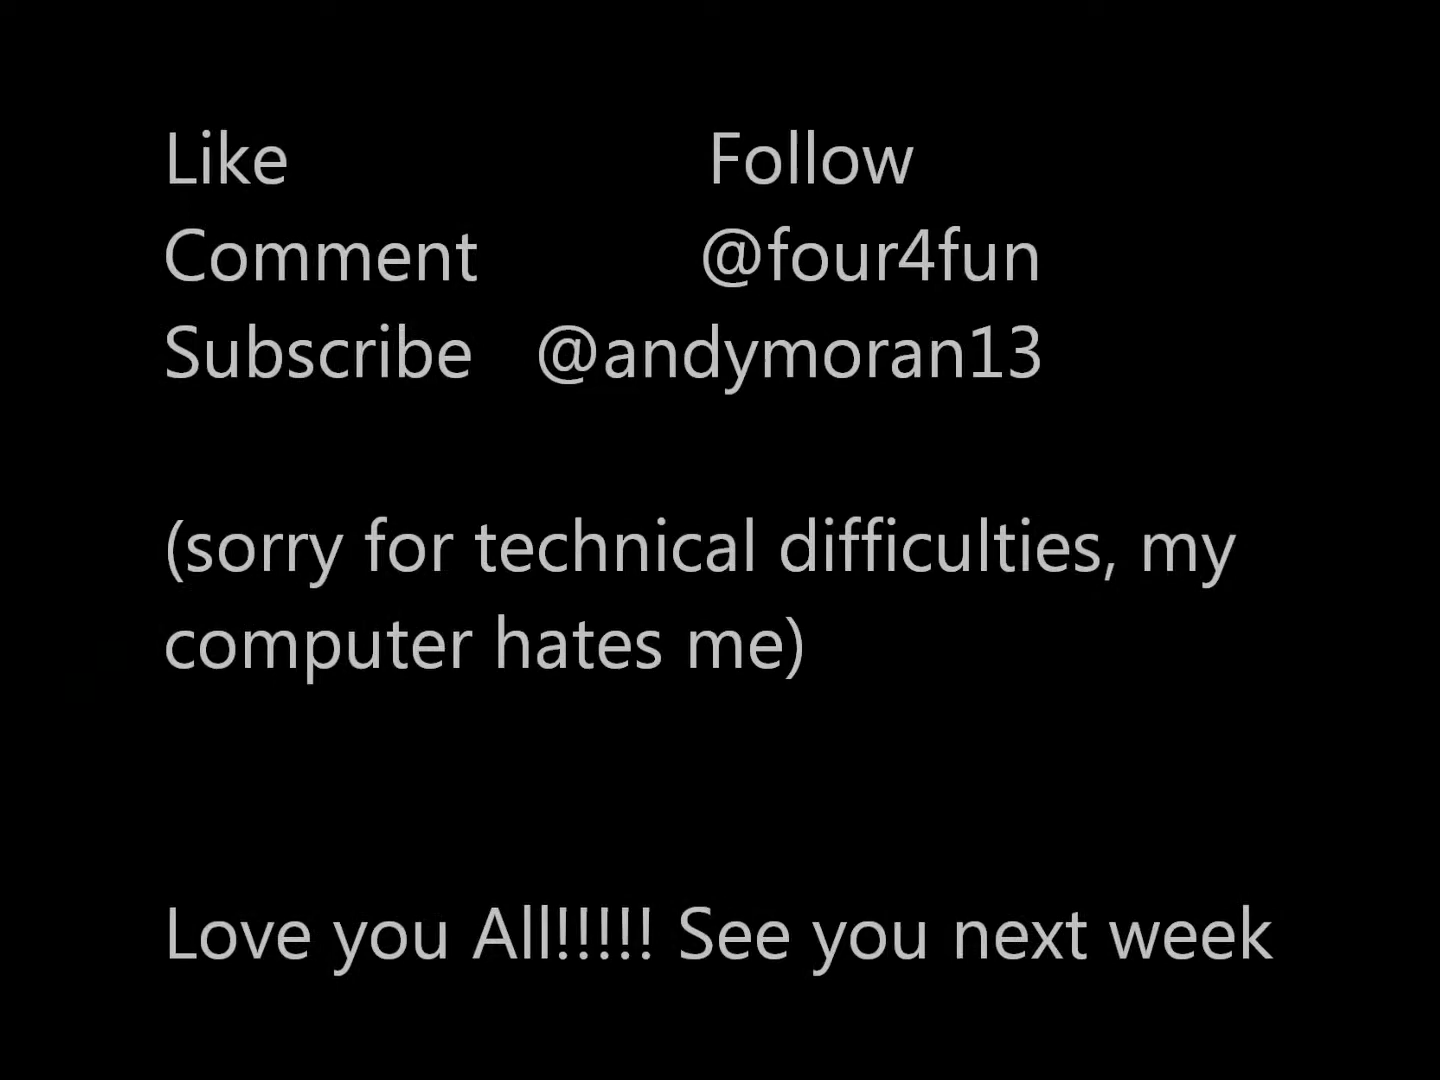 Like Follow
Comment @four4fun
Subscribe @andymoran13
(sorry for technical difficulties, my
computer hates me)
Love you All!!!!! See you next week